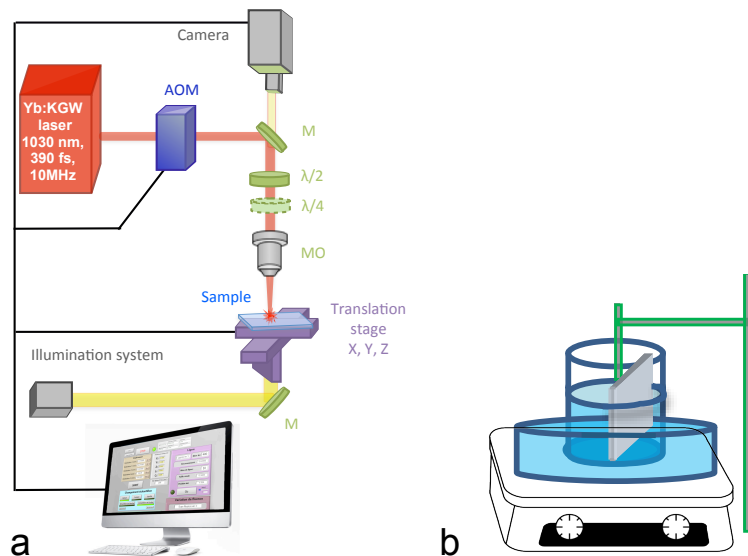 Camera
AOM
Yb:KGW
laser
1030 nm,
390 fs,
10MHz
M
λ/2
λ/4
MO
Sample
Translation
stage
X, Y, Z
Illumination system
M
a
b